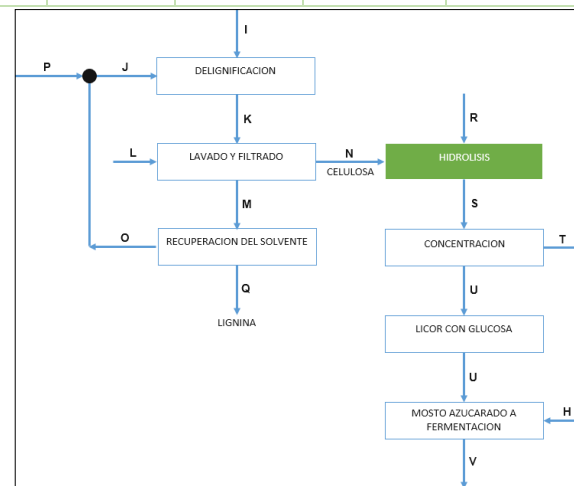 I
P
J
DELIGNIFICACION
K
R
L
LAVADO Y FILTRADO
N
HIDROLISIS
CELULOSA
M
S
O
RECUPERACION DEL SOLVENTE
CONCENTRACION
T
Q
U
LIGNINA
LICOR CON GLUCOSA
U
MOSTO AZUCARADO A
FERMENTACION
H
V